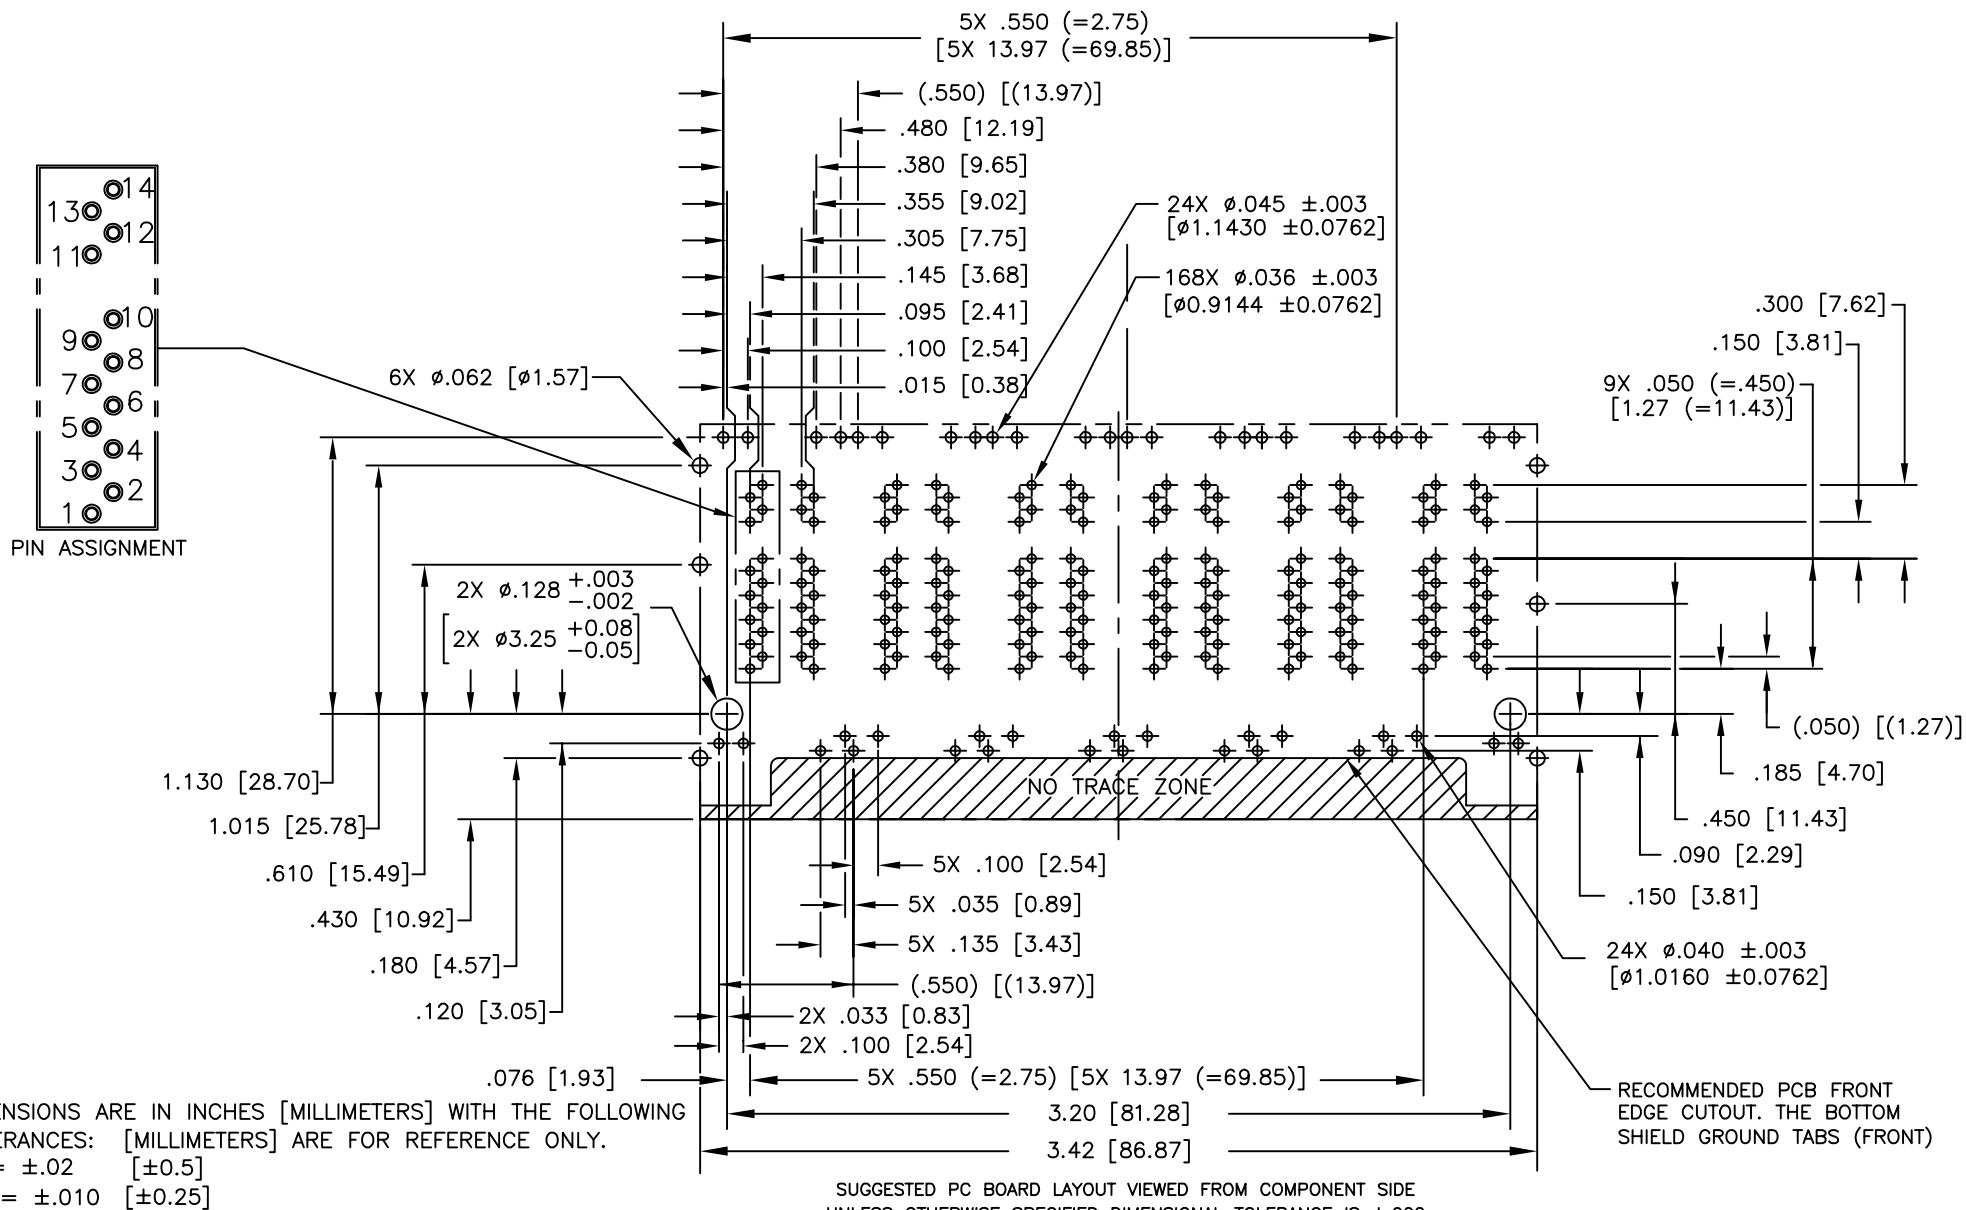 5X .550 (=2.75)
[5X 13.97 (=69.85)]
(.550) [(13.97)]
.480 [12.19]
.380 [9.65]
.355 [9.02]
.305 [7.75]
.145 [3.68]
.095 [2.41]
.100 [2.54]
.015 [0.38]
24X ø.045 ±.003
[ø1.1430 ±0.0762]
168X ø.036 ±.003
[ø0.9144 ±0.0762]
.300 [7.62]
.150 [3.81]
9X .050 (=.450)
[1.27 (=11.43)]
14
13
12
11
10
9
8
7
6
5
4
3
2
1
PIN ASSIGNMENT
6X ø.062 [ø1.57]
2X ø.128 +.003
-.002
[2X ø3.25 +0.08
-0.05]
1.130 [28.70]
1.015 [25.78]
.610 [15.49]
.430 [10.92]
.180 [4.57]
.120 [3.05]
NO TRACE ZONE
(.050) [(1.27)]
.185 [4.70]
.450 [11.43]
.090 [2.29]
.150 [3.81]
24X ø.040 ±.003
[ø1.0160 ±0.0762]
5X .100 [2.54]
5X .035 [0.89]
5X .135 [3.43]
(.550) [(13.97)]
2X .033 [0.83]
2X .100 [2.54]
.076 [1.93]
5X .550 (=2.75) [5X 13.97 (=69.85)]
3.20 [81.28]
3.42 [86.87]
RECOMMENDED PCB FRONT
EDGE CUTOUT. THE BOTTOM
SHIELD GROUND TABS (FRONT)
ARE IN INCHES [MILLIMETERS] WITH THE FOLLOWING
[MILLIMETERS] ARE FOR REFERENCE ONLY.
= ±.02 [±0.5]
= ±.010 [±0.25]
SUGGESTED PC BOARD LAYOUT VIEWED FROM COMPONENT SIDE